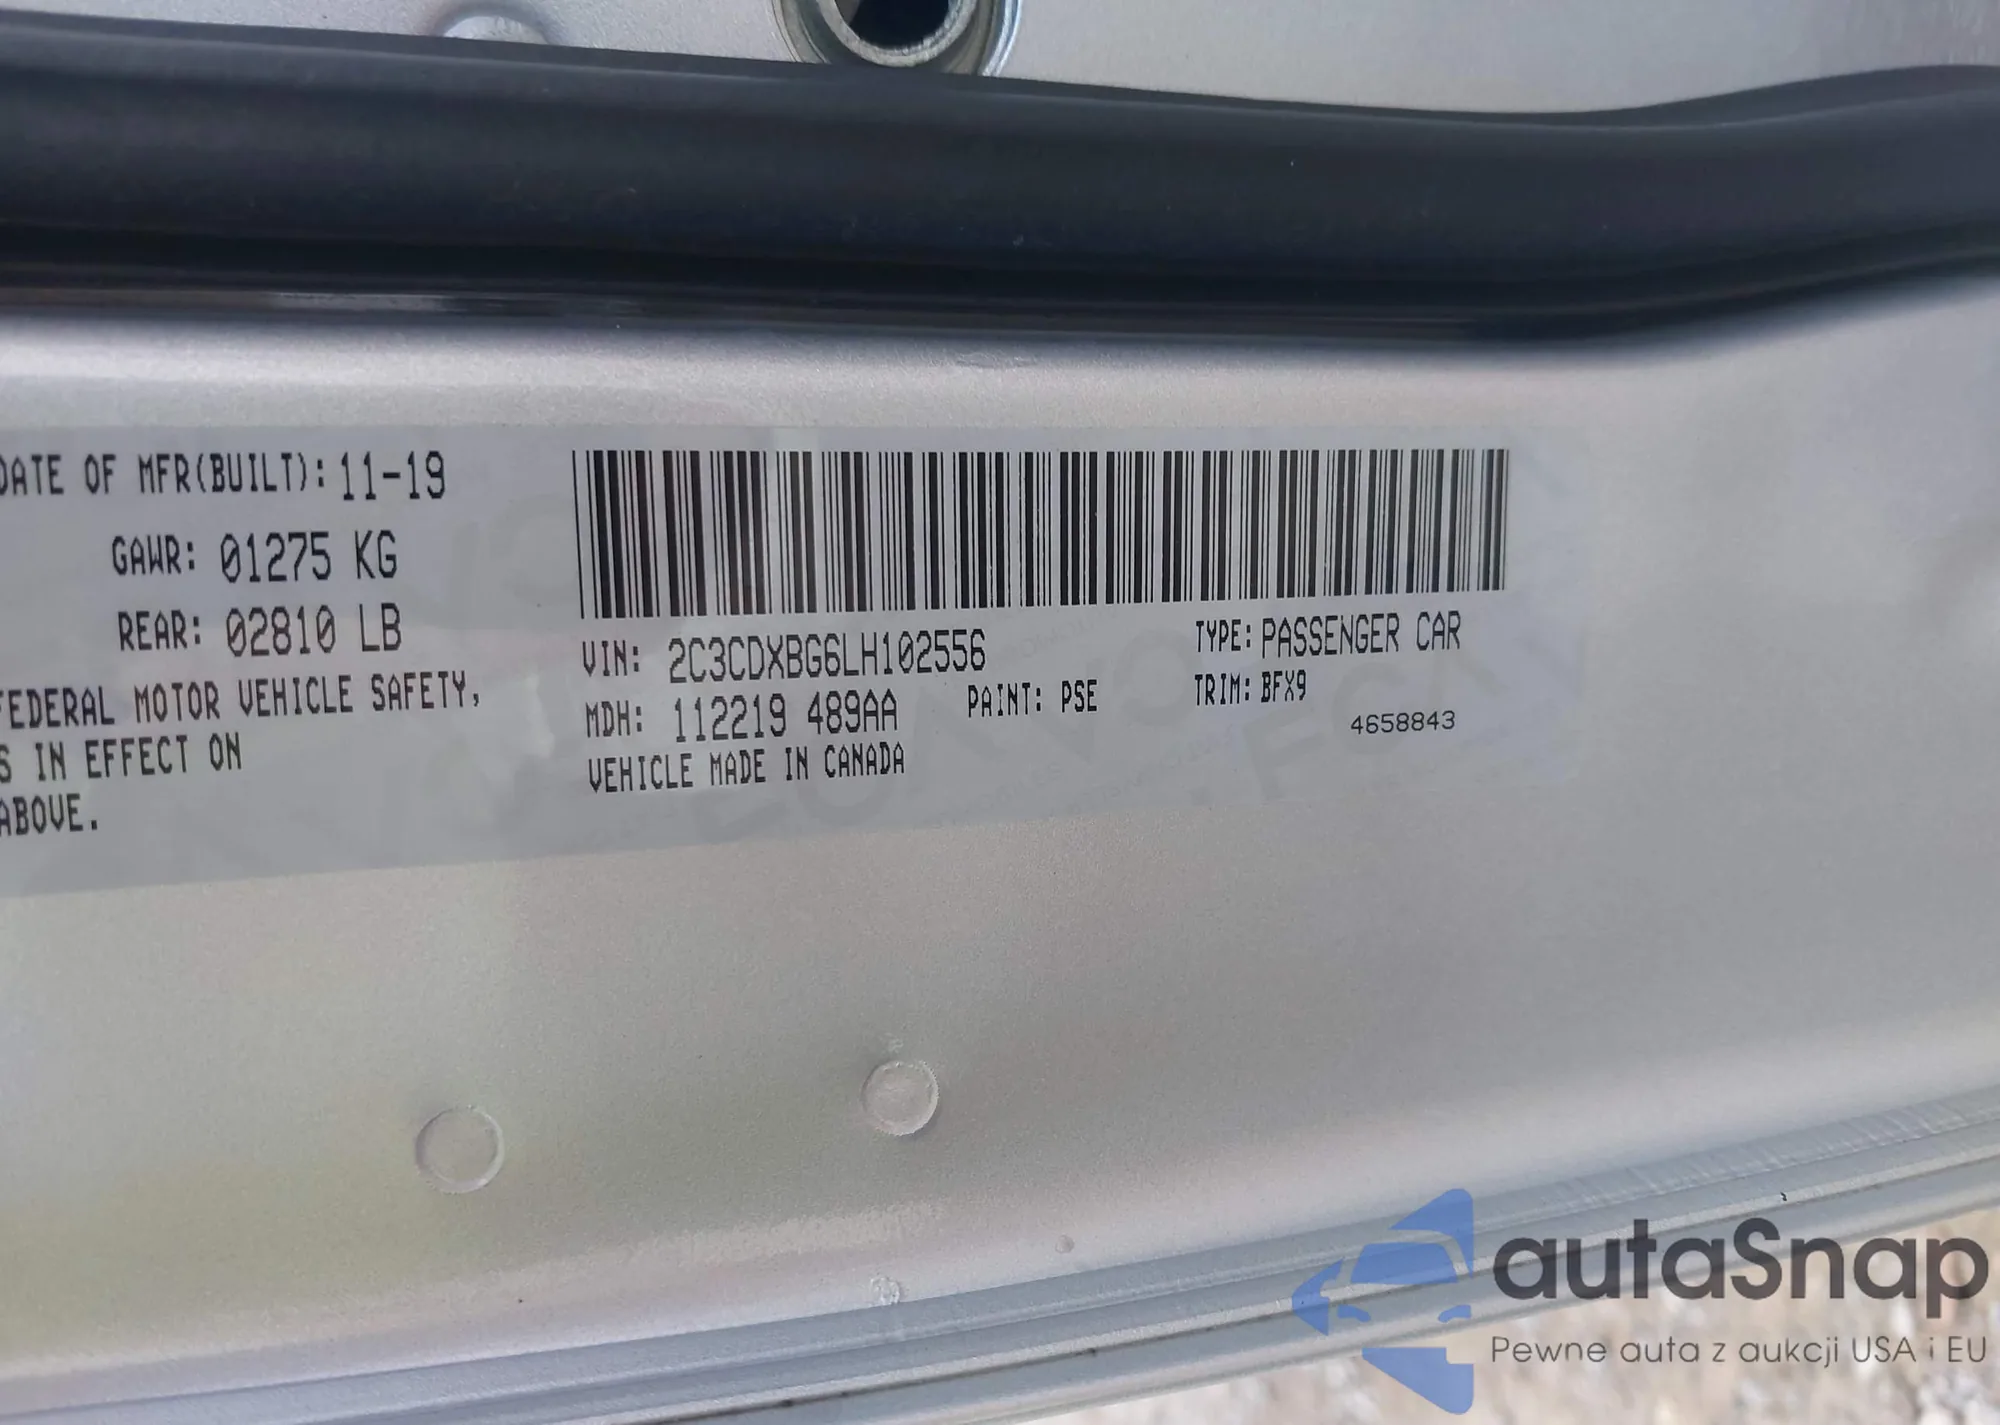 DATE OF MFR(BUILT): 11-19
GAWR: 01275 KG
REAR: 02810 LB
FEDERAL MOTOR VEHICLE SAFETY,
S IN EFFECT ON
ABOVE.
VIN: 2C3CDXBG6LH102556
TYPE: PASSENGER CAR
MDH: 112219 489AA
PAINT: PSE
TRIM: BFX9
4658843
VEHICLE MADE IN CANADA
autaSnap
Pewne auta z aukcji USA i EU